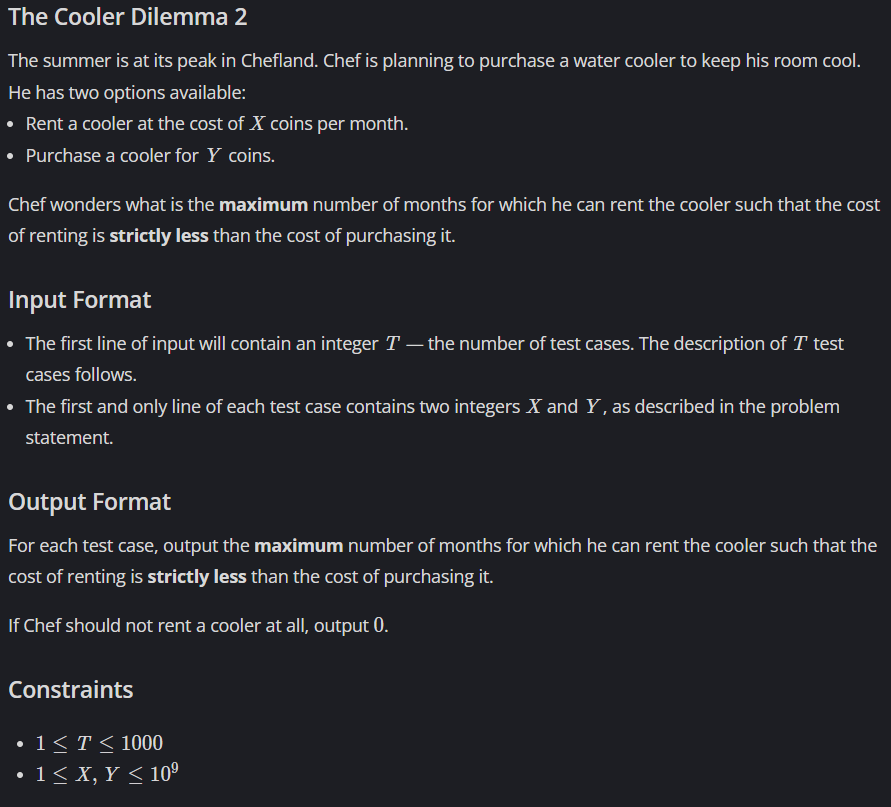 The Cooler Dilemma 2
The summer is at its peak in Chefland. Chef is planning to purchase a water cooler to keep his room cool.
He has two options available:
• Rent a cooler at the cost of X coins per month.
• Purchase a cooler for Y coins.
Chef wonders what is the maximum number of months for which he can rent the cooler such that the cost
of renting is strictly less than the cost of purchasing it.
Input Format
• The first line of input will contain an integer T — the number of test cases. The description of T test
cases follows.
• The first and only line of each test case contains two integers X and Y, as described in the problem
statement.
Output Format
For each test case, output the maximum number of months for which he can rent the cooler such that the
cost of renting is strictly less than the cost of purchasing it.
If Chef should not rent a cooler at all, output 0.
Constraints
• 1 ≤ T ≤ 1000
• 1 ≤ X, Y ≤ 10⁹